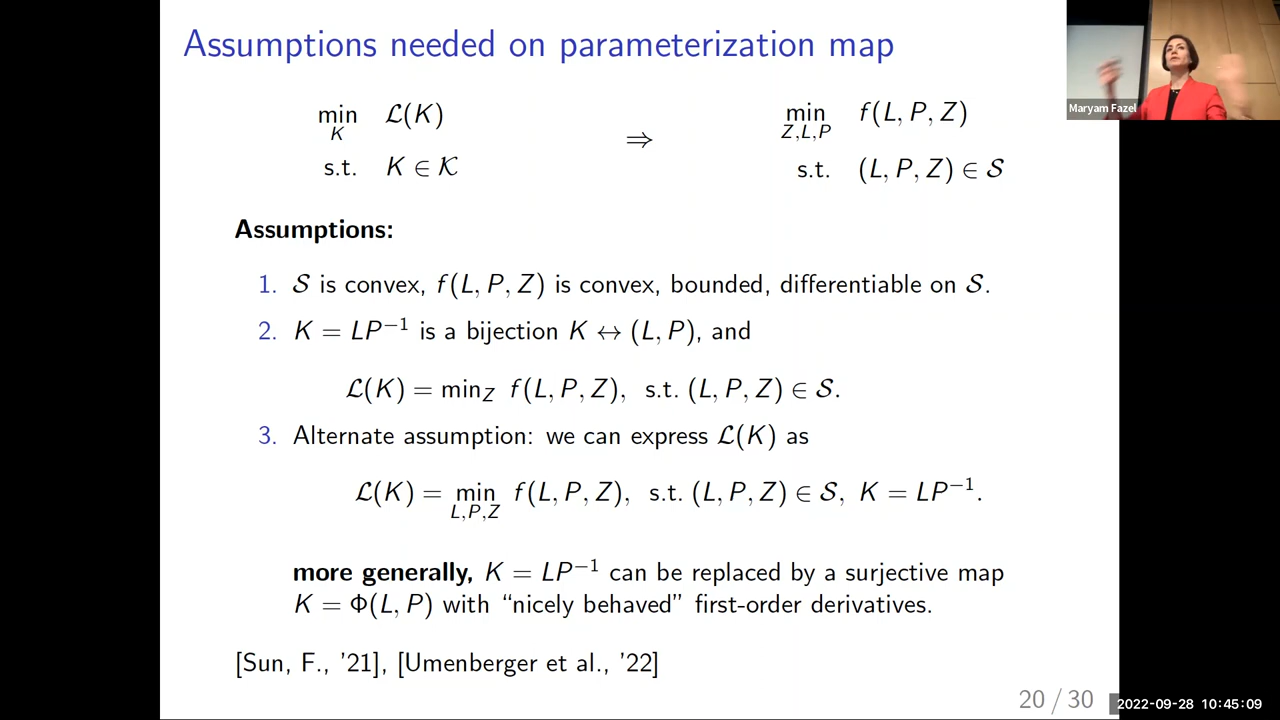 Assumptions needed on parameterization map
min ℒ(K) ⇒ min f(L, P, Z)
K Z,L,P
s.t. K ∈ 𝒦 s.t. (L, P, Z) ∈ 𝒮
Assumptions:
1. 𝒮 is convex, f(L, P, Z) is convex, bounded, differentiable on 𝒮.
2. K = LP⁻¹ is a bijection K ↔ (L, P), and
ℒ(K) = min_Z f(L, P, Z), s.t. (L, P, Z) ∈ 𝒮.
3. Alternate assumption: we can express ℒ(K) as
ℒ(K) = min f(L, P, Z), s.t. (L, P, Z) ∈ 𝒮, K = LP⁻¹.
L,P,Z
more generally, K = LP⁻¹ can be replaced by a surjective map
K = Φ(L, P) with “nicely behaved” first-order derivatives.
[Sun, F., ’21], [Umenberger et al., ’22]
20 / 30
Maryam Fazel
2022-09-28 10:45:09